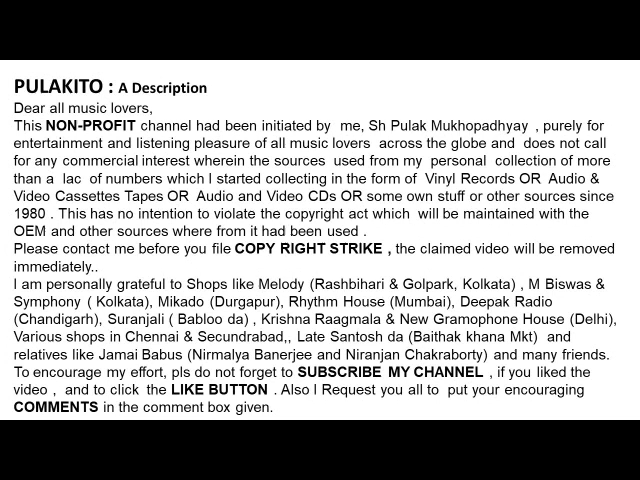 PULAKITO : A Description
Dear all music lovers,
This NON-PROFIT channel had been initiated by me, Sh Pulak Mukhopadhyay , purely for
entertainment and listening pleasure of all music lovers across the globe and does not call
for any commercial interest wherein the sources used from my personal collection of more
than a lac of numbers which I started collecting in the form of Vinyl Records OR Audio &
Video Cassettes Tapes OR Audio and Video CDs OR some own stuff or other sources since
1980 . This has no intention to violate the copyright act which will be maintained with the
OEM and other sources where from it had been used .
Please contact me before you file COPY RIGHT STRIKE , the claimed video will be removed
immediately..
I am personally grateful to Shops like Melody (Rashbihari & Golpark, Kolkata) , M Biswas &
Symphony ( Kolkata), Mikado (Durgapur), Rhythm House (Mumbai), Deepak Radio
(Chandigarh), Suranjali ( Babloo da) , Krishna Raagmala & New Gramophone House (Delhi),
Various shops in Chennai & Secundrabad,, Late Santosh da (Baithak khana Mkt) and
relatives like Jamai Babus (Nirmalya Banerjee and Niranjan Chakraborty) and many friends.
To encourage my effort, pls do not forget to SUBSCRIBE MY CHANNEL , if you liked the
video , and to click the LIKE BUTTON . Also I Request you all to put your encouraging
COMMENTS in the comment box given.